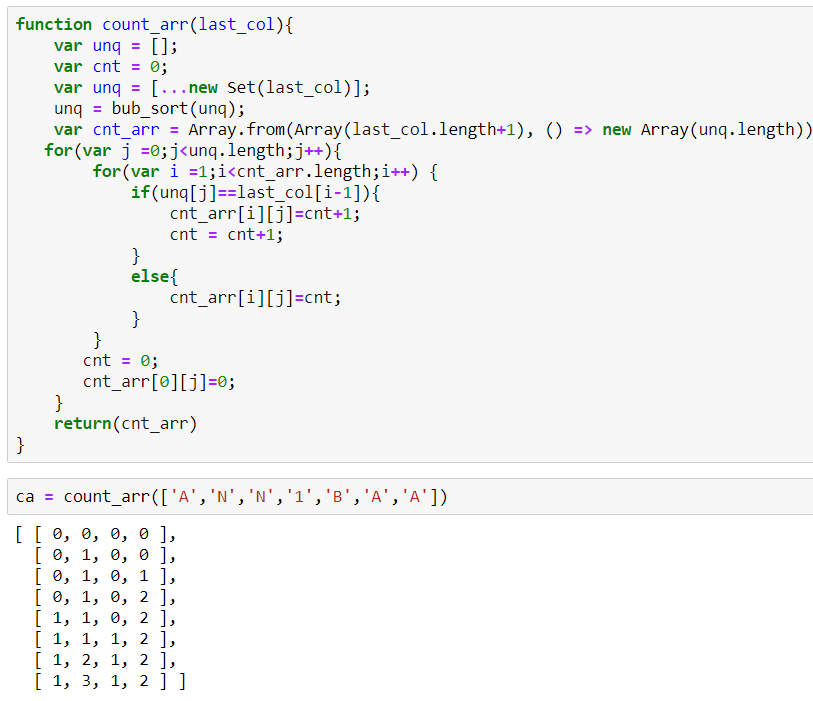 function count_arr(last_col){
    var unq = [];
    var cnt = 0;
    var unq = [...new Set(last_col)];
    unq = bub_sort(unq);
    var cnt_arr = Array.from(Array(last_col.length+1), () => new Array(unq.length))
   for(var j =0;j<unq.length;j++){
        for(var i =1;i<cnt_arr.length;i++) {
            if(unq[j]==last_col[i-1]){
                cnt_arr[i][j]=cnt+1;
                cnt = cnt+1;
            }
            else{
                cnt_arr[i][j]=cnt;
            }
        }
       cnt = 0;
       cnt_arr[0][j]=0;
    }
    return(cnt_arr)
}
ca = count_arr(['A','N','N','1','B','A','A'])
[ [ 0, 0, 0, 0 ],
  [ 0, 1, 0, 0 ],
  [ 0, 1, 0, 1 ],
  [ 0, 1, 0, 2 ],
  [ 1, 1, 0, 2 ],
  [ 1, 1, 1, 2 ],
  [ 1, 2, 1, 2 ],
  [ 1, 3, 1, 2 ] ]